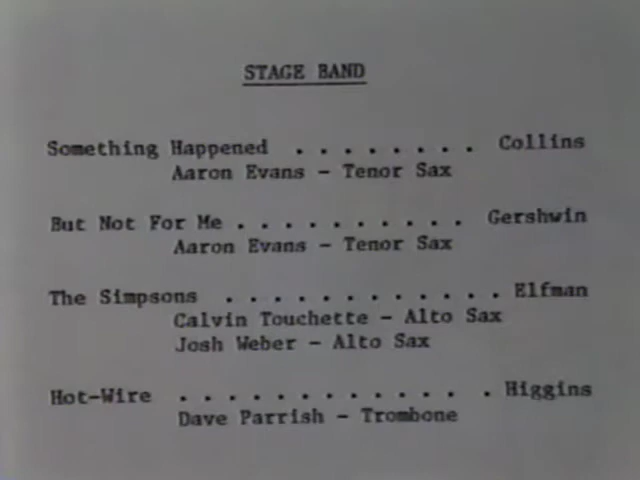 STAGE BAND
Something Happened . . . . . . . . Collins
Aaron Evans - Tenor Sax
But Not For Me . . . . . . . . . . Gershwin
Aaron Evans - Tenor Sax
The Simpsons . . . . . . . . . . . . Elfman
Calvin Touchette - Alto Sax
Josh Weber - Alto Sax
Hot-Wire . . . . . . . . . . . . . Higgins
Dave Parrish - Trombone